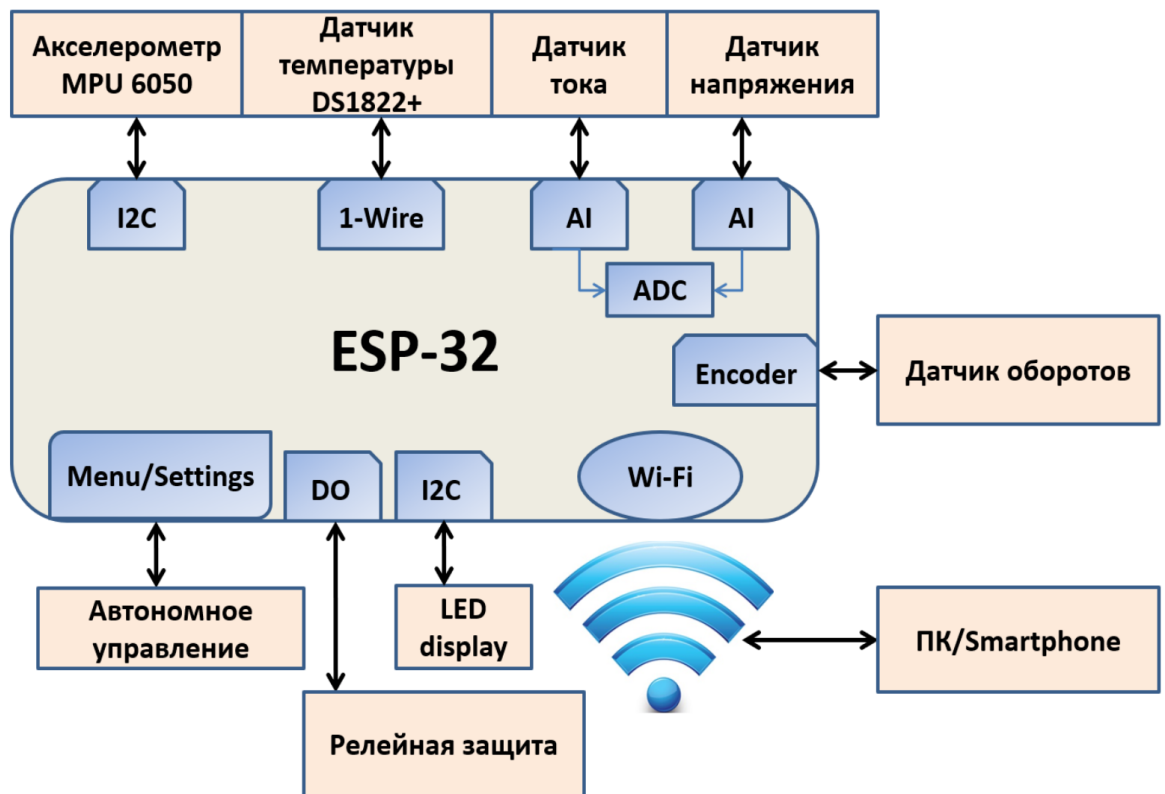 Акселерометр
MPU 6050
Датчик
температуры
DS1822+
Датчик
тока
Датчик
напряжения
I2C
1-Wire
AI
AI
ADC
ESP-32
Encoder
Датчик оборотов
Menu/Settings
DO
I2C
Wi-Fi
Автономное
управление
LED
display
ПК/Smartphone
Релейная защита